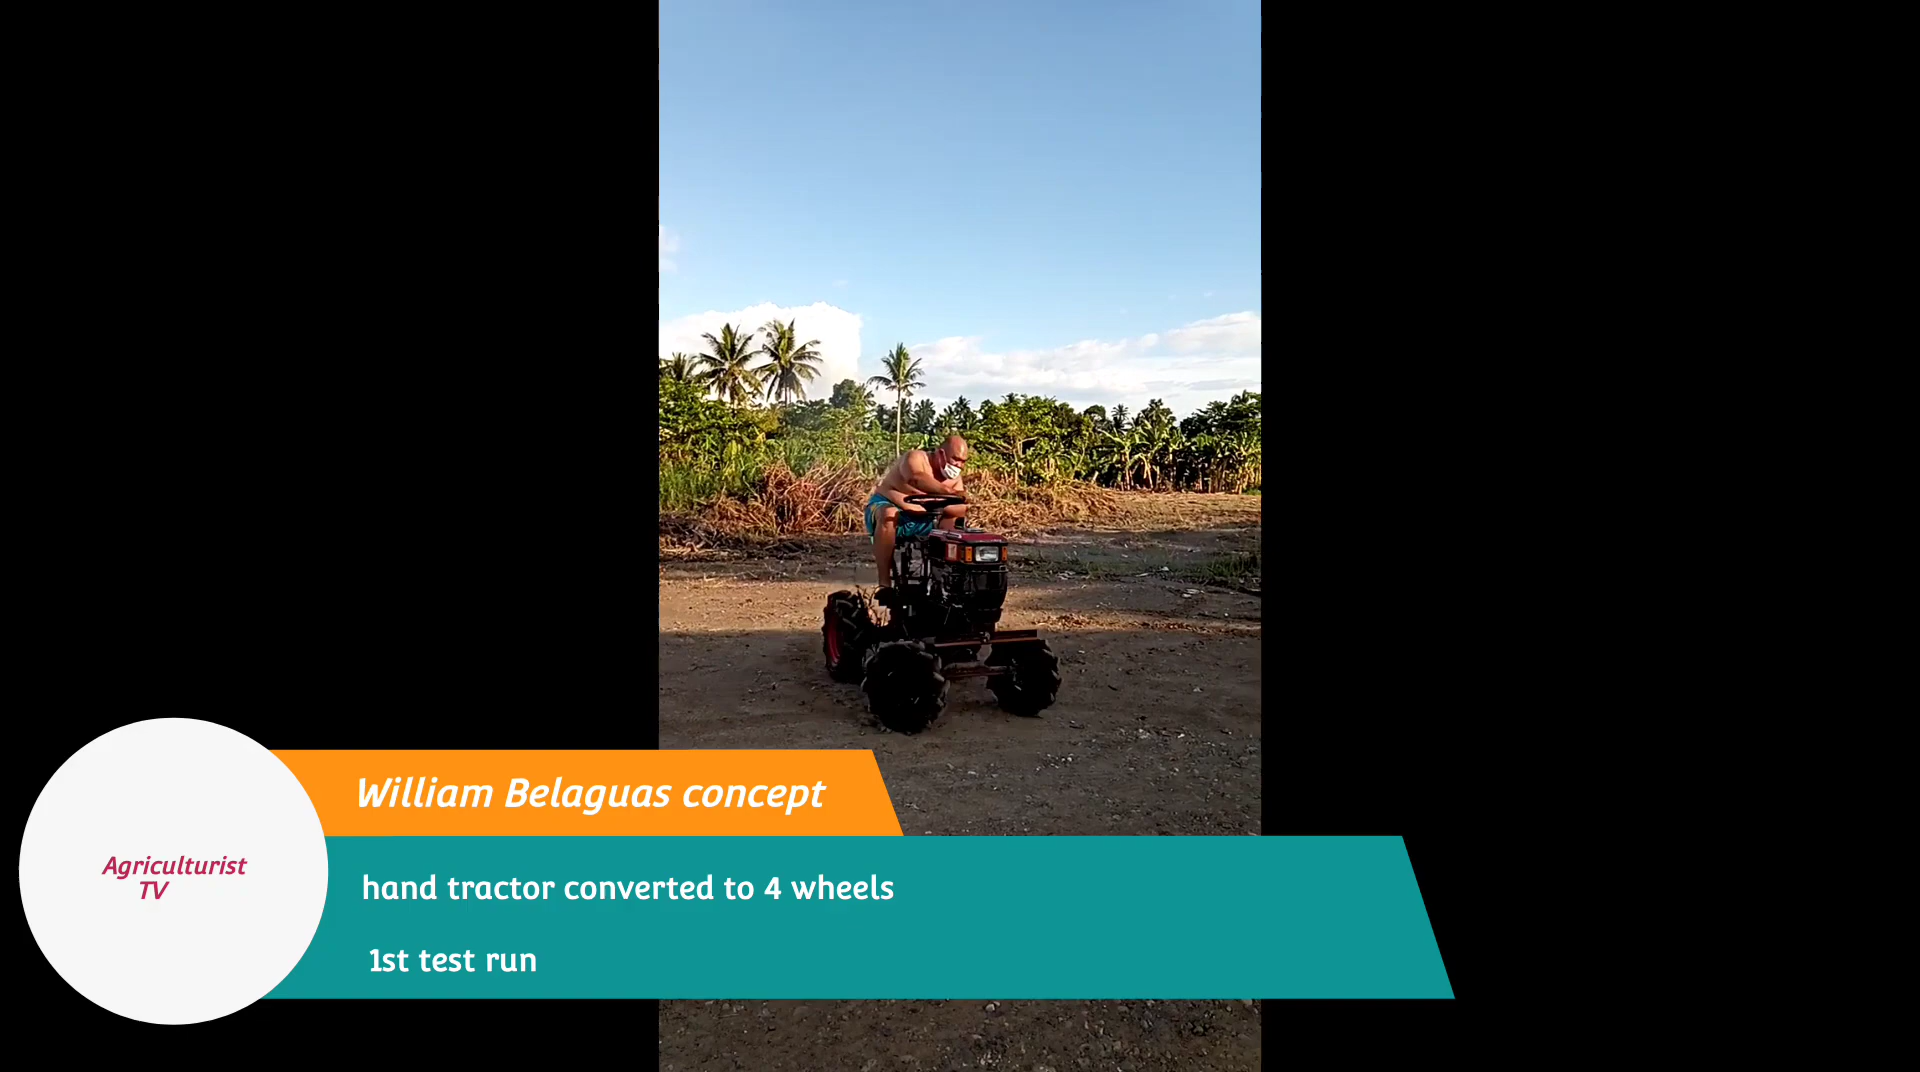 William Belaguas concept
Agriculturist
TV
hand tractor converted to 4 wheels
1st test run